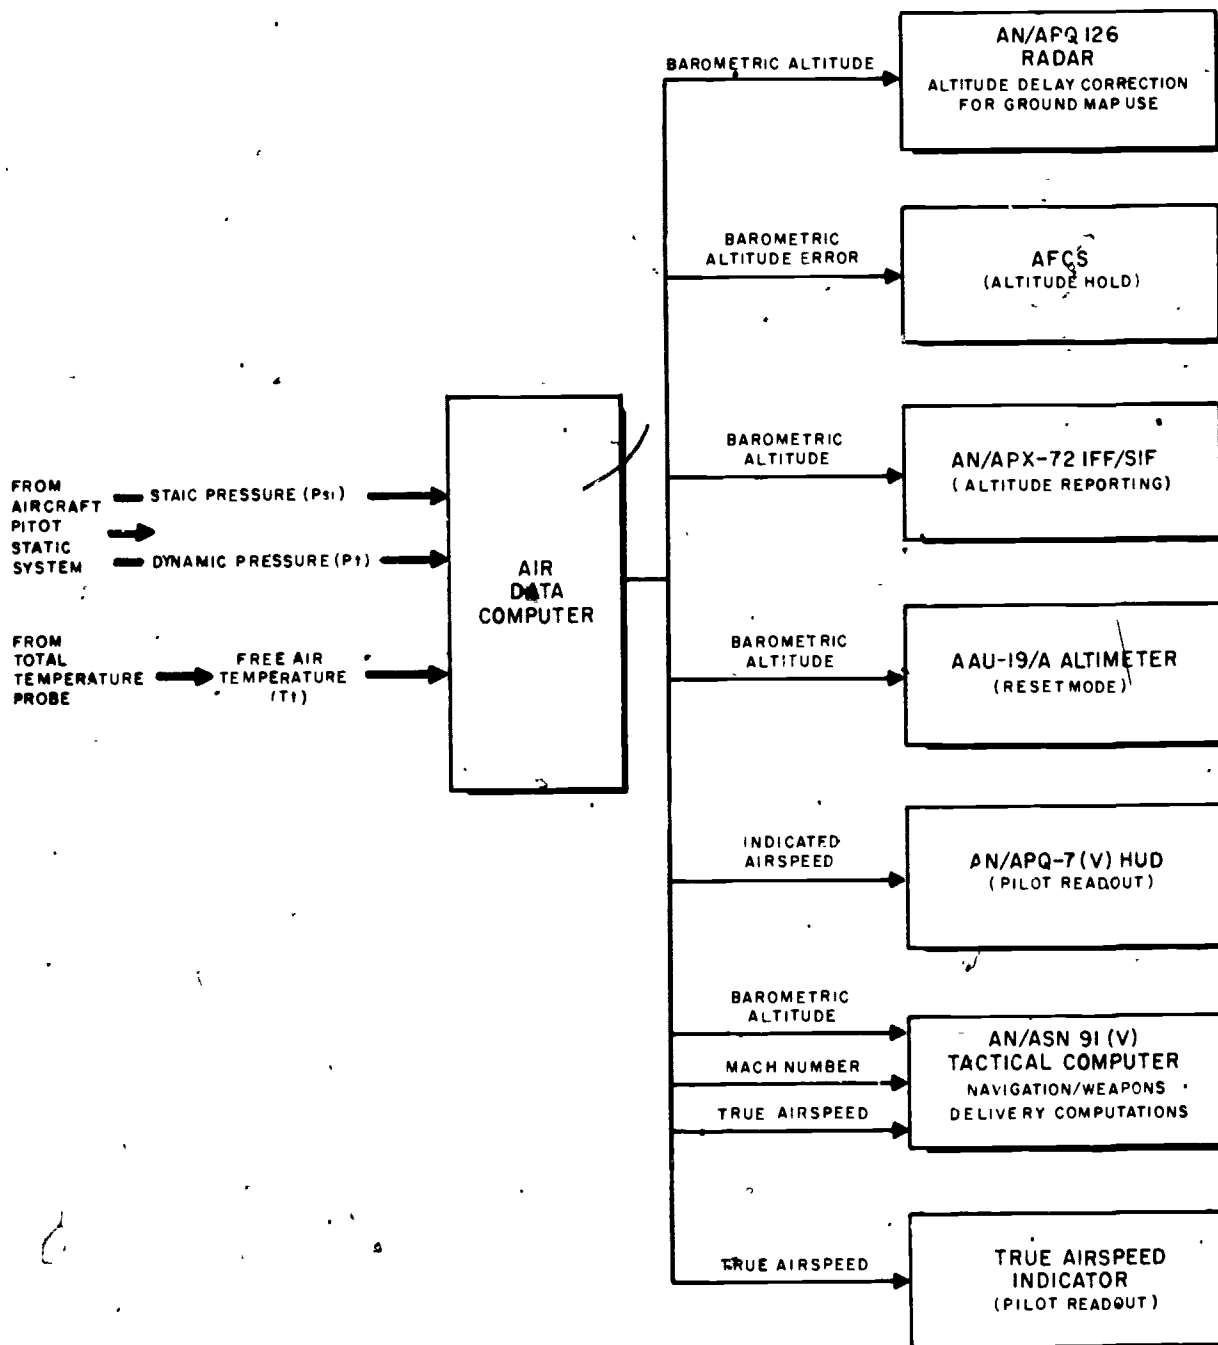 AN/APQ 126
RADAR
ALTITUDE DELAY CORRECTION
FOR GROUND MAP USE
BAROMETRIC ALTITUDE
BAROMETRIC
ALTITUDE ERROR
AFCS
(ALTITUDE HOLD)
BAROMETRIC
ALTITUDE
AN/APX-72 IFF/SIF
(ALTITUDE REPORTING)
FROM
AIRCRAFT
PITOT
STATIC
SYSTEM
STAIC PRESSURE (Psi)
DYNAMIC PRESSURE (Pt)
AIR
DATA
COMPUTER
FROM
TOTAL
TEMPERATURE
PROBE
FREE AIR
TEMPERATURE
(Tt)
BAROMETRIC
ALTITUDE
AAU-19/A ALTIMETER
(RESET MODE)
INDICATED
AIRSPEED
AN/APQ-7 (V) HUD
(PILOT READOUT)
BAROMETRIC
ALTITUDE
MACH NUMBER
TRUE AIRSPEED
AN/ASN 91 (V)
TACTICAL COMPUTER
NAVIGATION/WEAPONS
DELIVERY COMPUTATIONS
TRUE AIRSPEED
TRUE AIRSPEED
INDICATOR
(PILOT READOUT)